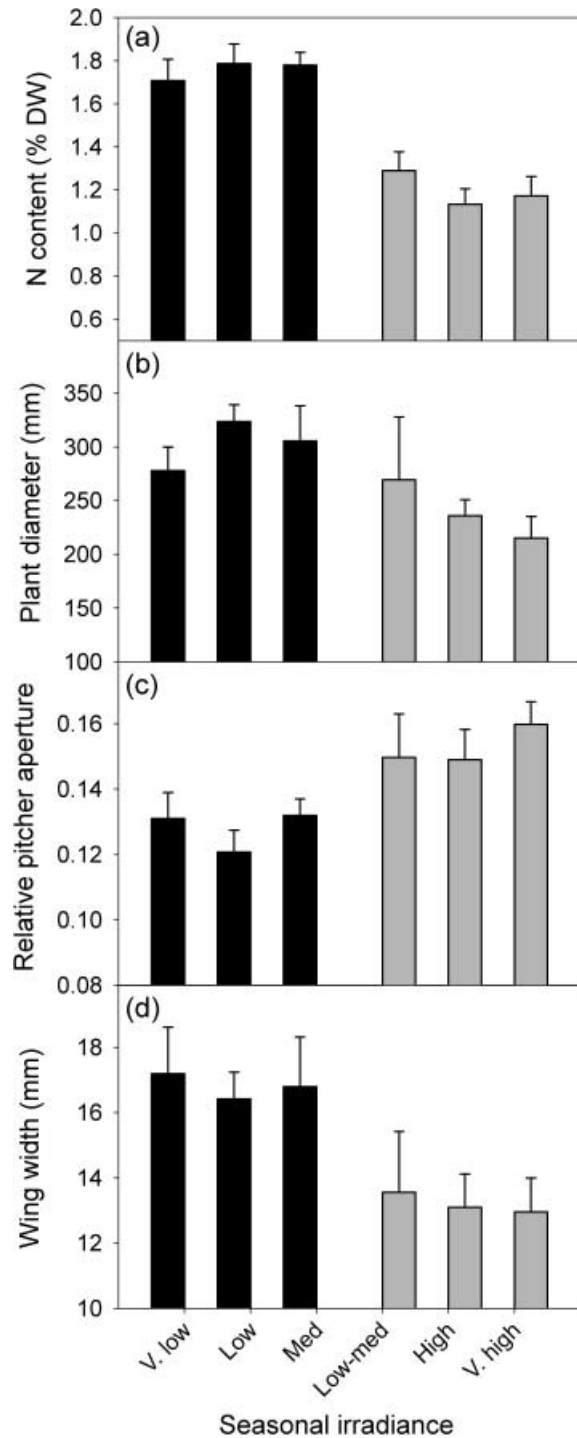 (a)
N content (% DW)
2.0
1.8
1.6
1.4
1.2
1.0
0.8
0.6
(b)
Plant diameter (mm)
350
300
250
200
150
100
(c)
Relative pitcher aperture
0.16
0.14
0.12
0.10
0.08
(d)
Wing width (mm)
18
16
14
12
10
V. low
Low
Med
Low-med
High
V. high
Seasonal irradiance